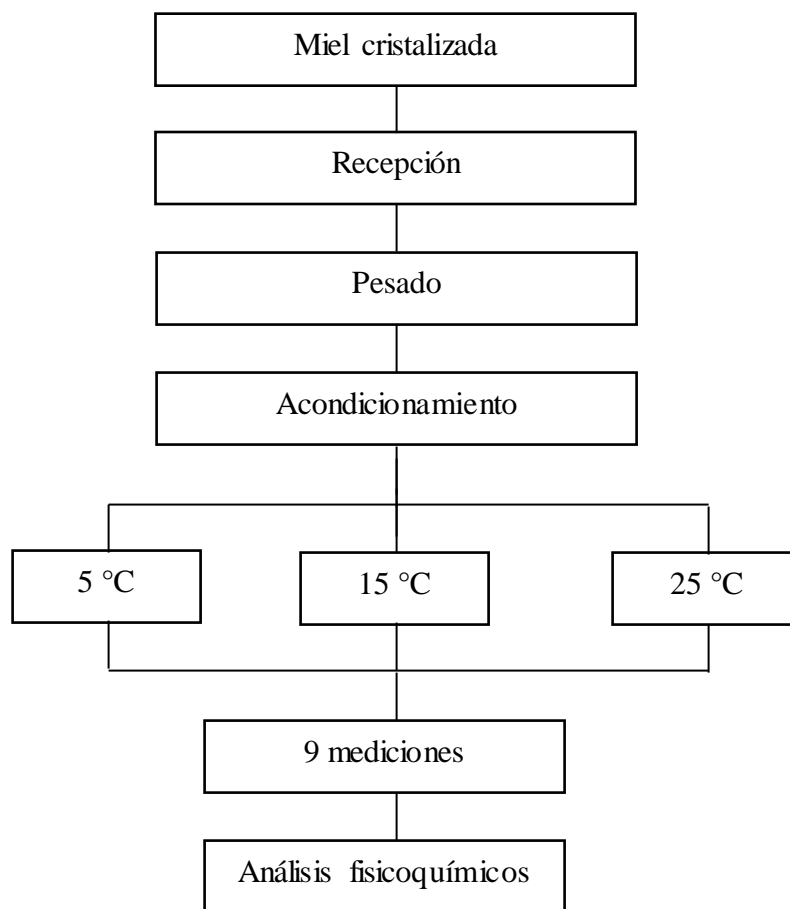 Miel cristalizada
Recepción
Pesado
Acondicionamiento
5 °C
15 °C
25 °C
9 mediciones
Análisis fisicoquímicos